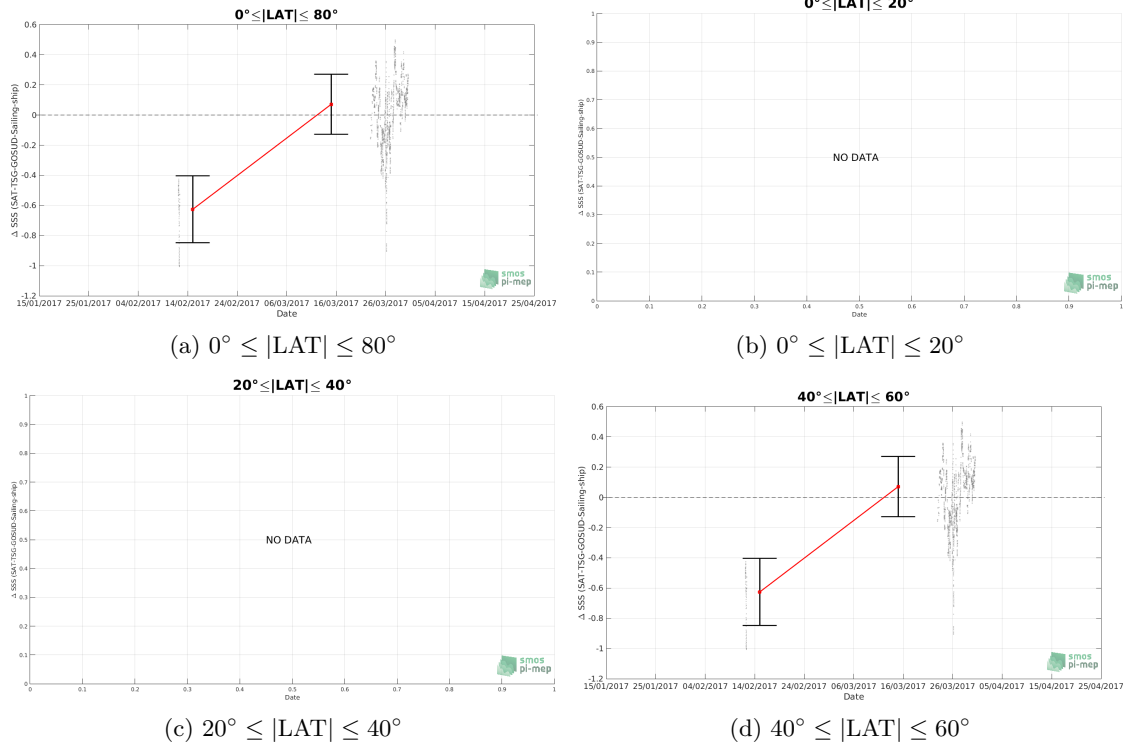 0°≤|LAT|≤ 80°
Δ SSS (SAT-TSG-GOSUD-Sailing-ship)
0.6
0.4
0.2
0
-0.2
-0.4
-0.6
-0.8
-1
-1.2
15/01/2017 25/01/2017 04/02/2017 14/02/2017 24/02/2017 06/03/2017 16/03/2017 26/03/2017 05/04/2017 15/04/2017 25/04/2017
Date
smos
pi-mep
(a) 0° ≤ |LAT| ≤ 80°
0°≤|LAT|≤ 20°
Δ SSS (SAT-TSG-GOSUD-Sailing-ship)
1
0.9
0.8
0.7
0.6
0.5
0.4
0.3
0.2
0.1
0
NO DATA
0 0.1 0.2 0.3 0.4 0.5 0.6 0.7 0.8 0.9 1
Date
smos
pi-mep
(b) 0° ≤ |LAT| ≤ 20°
20°≤|LAT|≤ 40°
Δ SSS (SAT-TSG-GOSUD-Sailing-ship)
1
0.9
0.8
0.7
0.6
0.5
0.4
0.3
0.2
0.1
0
NO DATA
0 0.1 0.2 0.3 0.4 0.5 0.6 0.7 0.8 0.9 1
Date
smos
pi-mep
(c) 20° ≤ |LAT| ≤ 40°
40°≤|LAT|≤ 60°
Δ SSS (SAT-TSG-GOSUD-Sailing-ship)
0.6
0.4
0.2
0
-0.2
-0.4
-0.6
-0.8
-1
-1.2
15/01/2017 25/01/2017 04/02/2017 14/02/2017 24/02/2017 06/03/2017 16/03/2017 26/03/2017 05/04/2017 15/04/2017 25/04/2017
Date
smos
pi-mep
(d) 40° ≤ |LAT| ≤ 60°